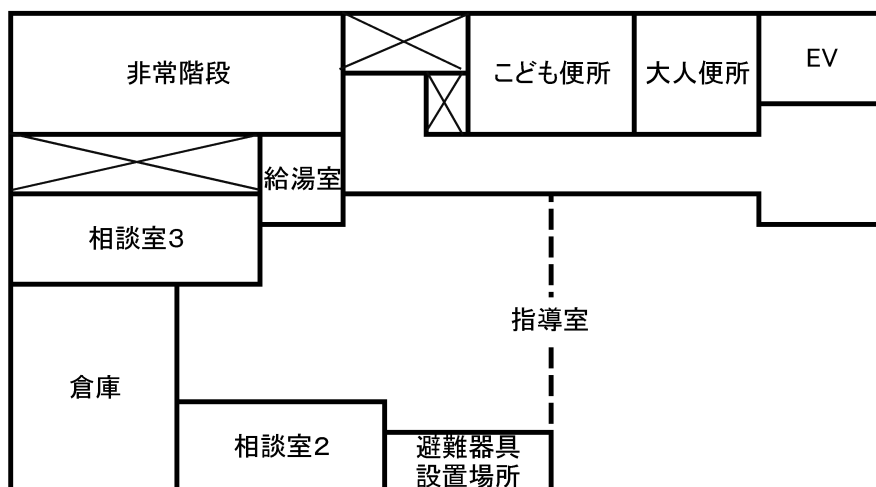 非常階段
こども便所
大人便所
EV
給湯室
相談室3
指導室
倉庫
相談室2
避難器具
設置場所